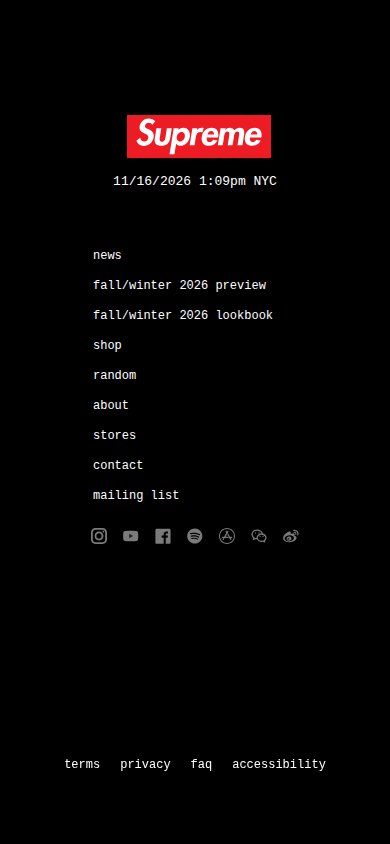 Supreme
11/16/2026 1:09pm NYC
news
fall/winter 2026 preview
fall/winter 2026 lookbook
shop
random
about
stores
contact
mailing list
terms privacy faq accessibility